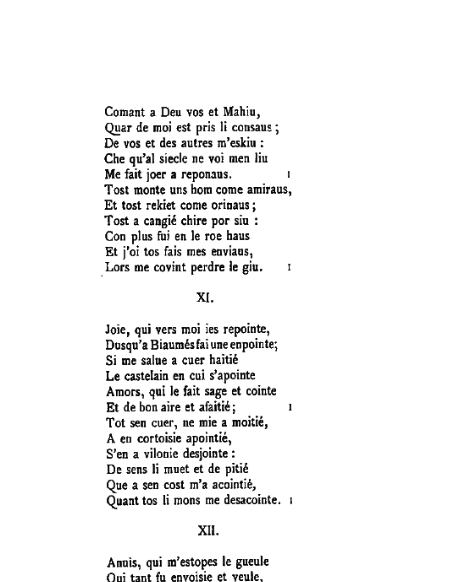 Comant a Deu vos et Mahiu,
Quar de moi est pris li consaus ;
De vos et des autres m'eskiu :
Che qu'al siecle ne voi men liu
Me fait joer a reponaus. 1
Tost monte uns hom come amiraus,
Et tost rekiet come orinaus ;
Tost a cangié chire por siu :
Con plus fui en le roe haus
Et j'oi tos fais mes enviaus,
Lors me covint perdre le giu. 1
XI.
Joie, qui vers moi ies repointe,
Dusqu'a Biaumés fai une enpointe;
Si me salue a cuer haitié
Le castelain en cui s'apointe
Amors, qui le fait sage et cointe
Et de bon aire et afaitié ; 1
Tot sen cuer, ne mie a moitié,
A en cortoisie apointié,
S'en a vilonie desjointe :
De sens li muet et de pitié
Que a sen cost m'a acointié,
Quant tos li mons me desacointe. 1
XII.
Anuis, qui m'estopes le gueule
Qui tant fu envoisie et veule,